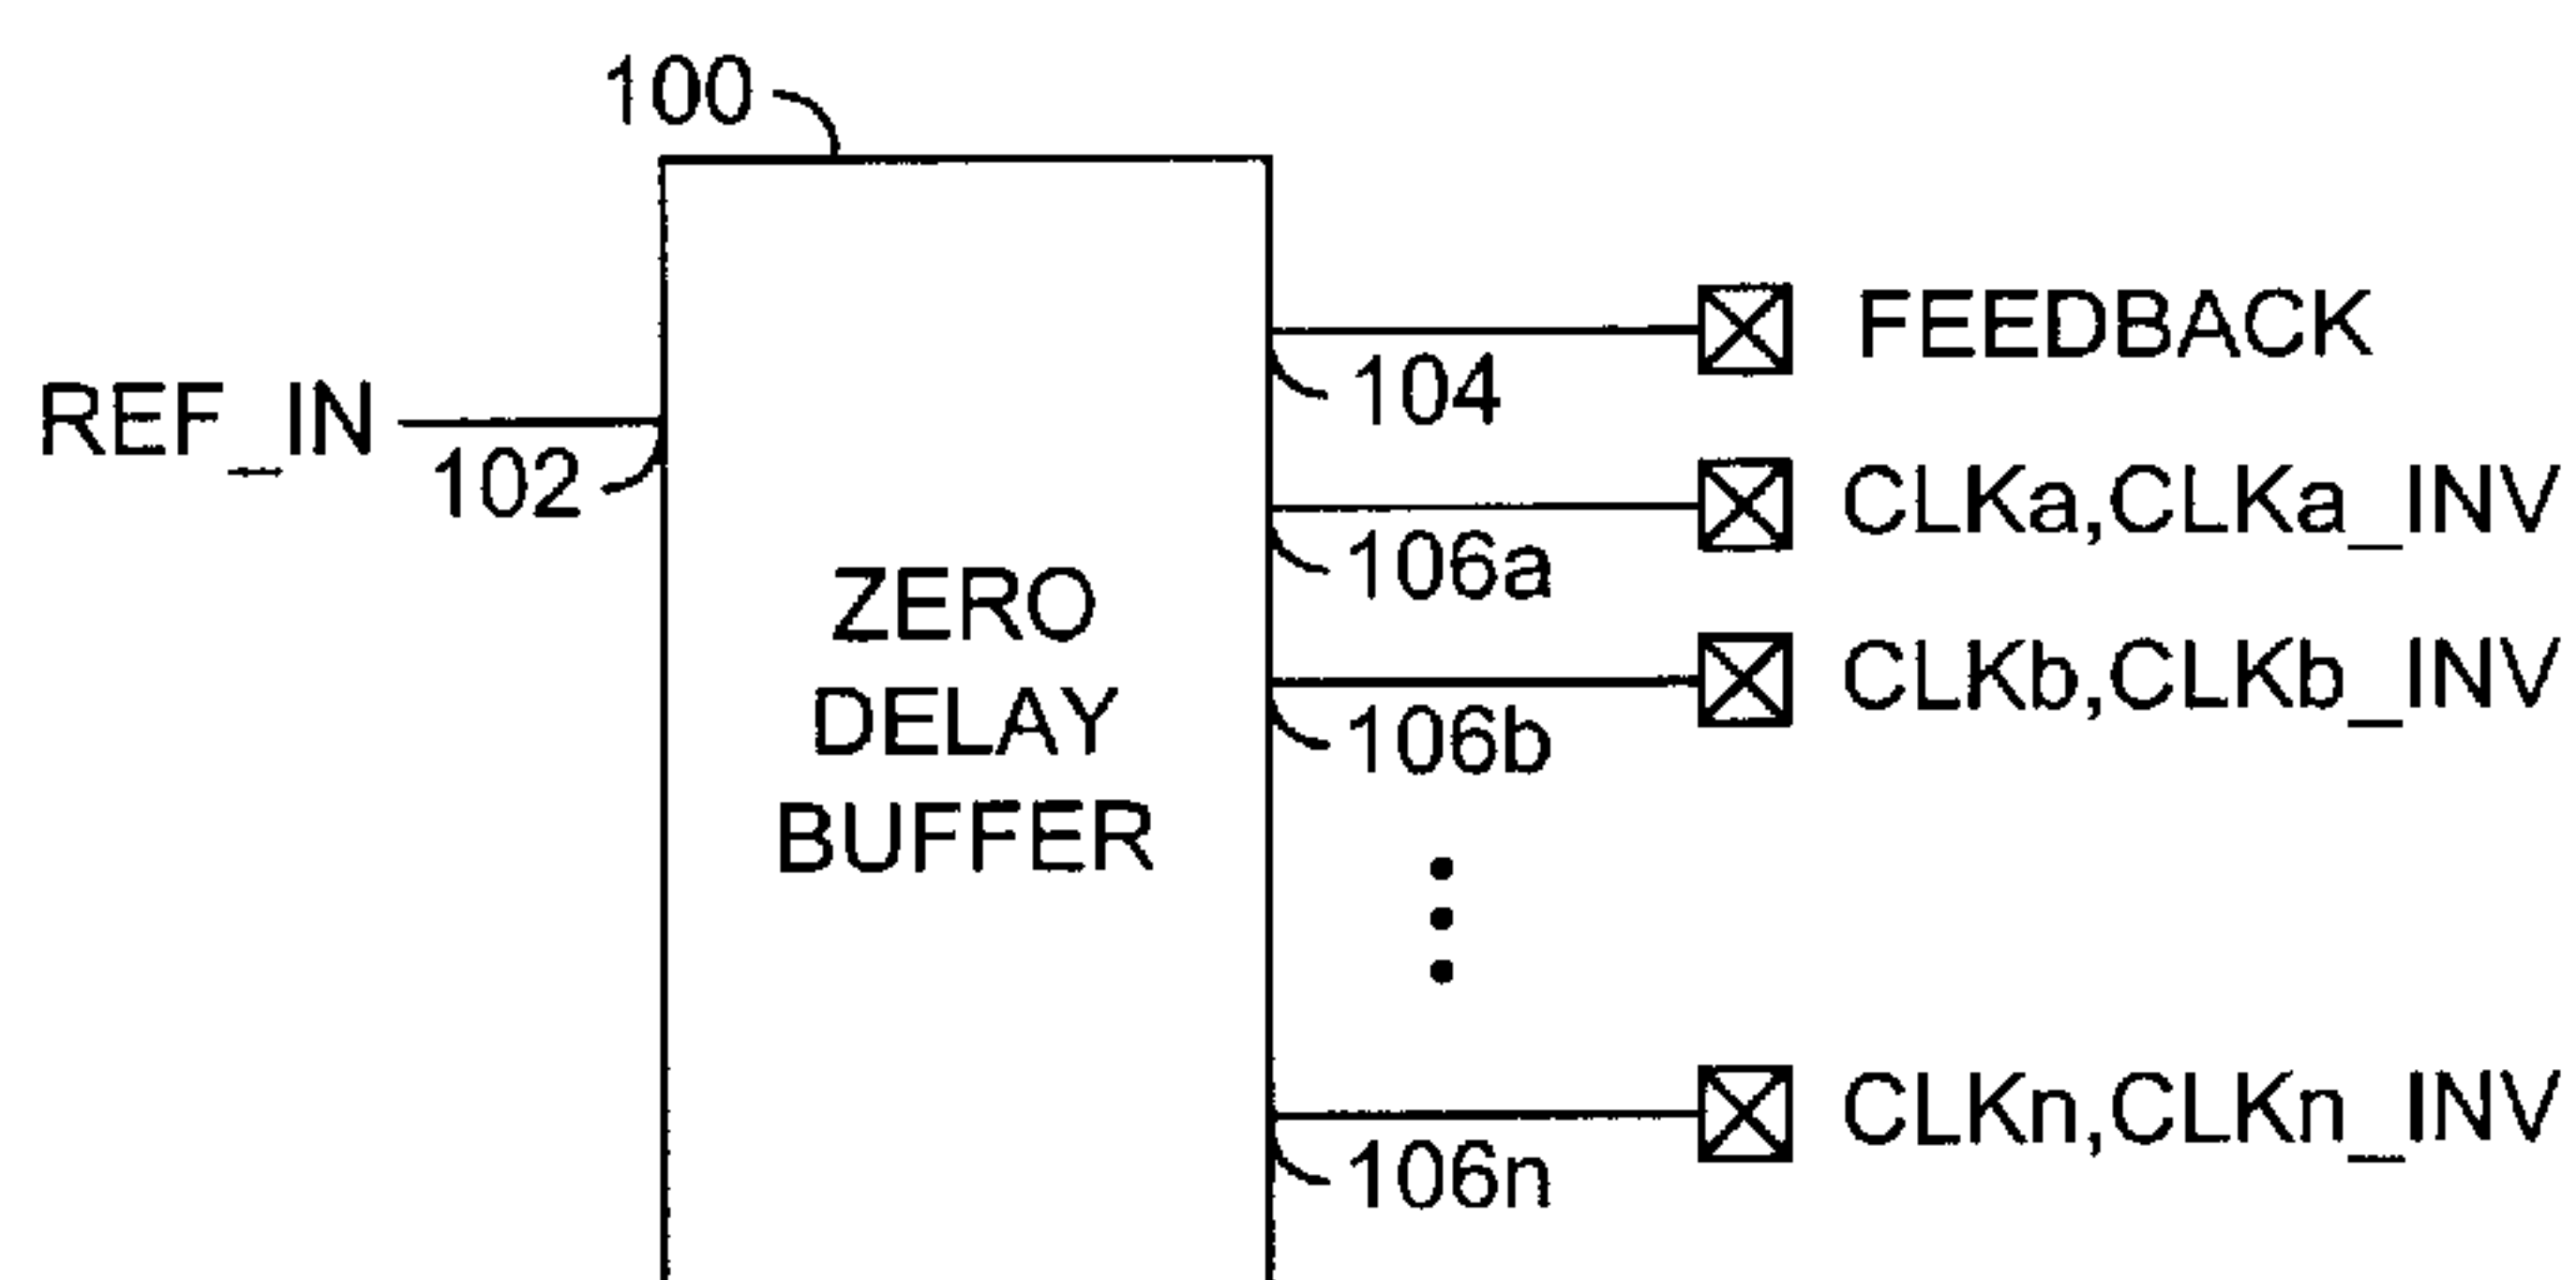 100
FEEDBACK
104
REF_IN
102
CLKa,CLKa_INV
106a
ZERO
DELAY
BUFFER
CLKb,CLKb_INV
106b
CLKn,CLKn_INV
106n